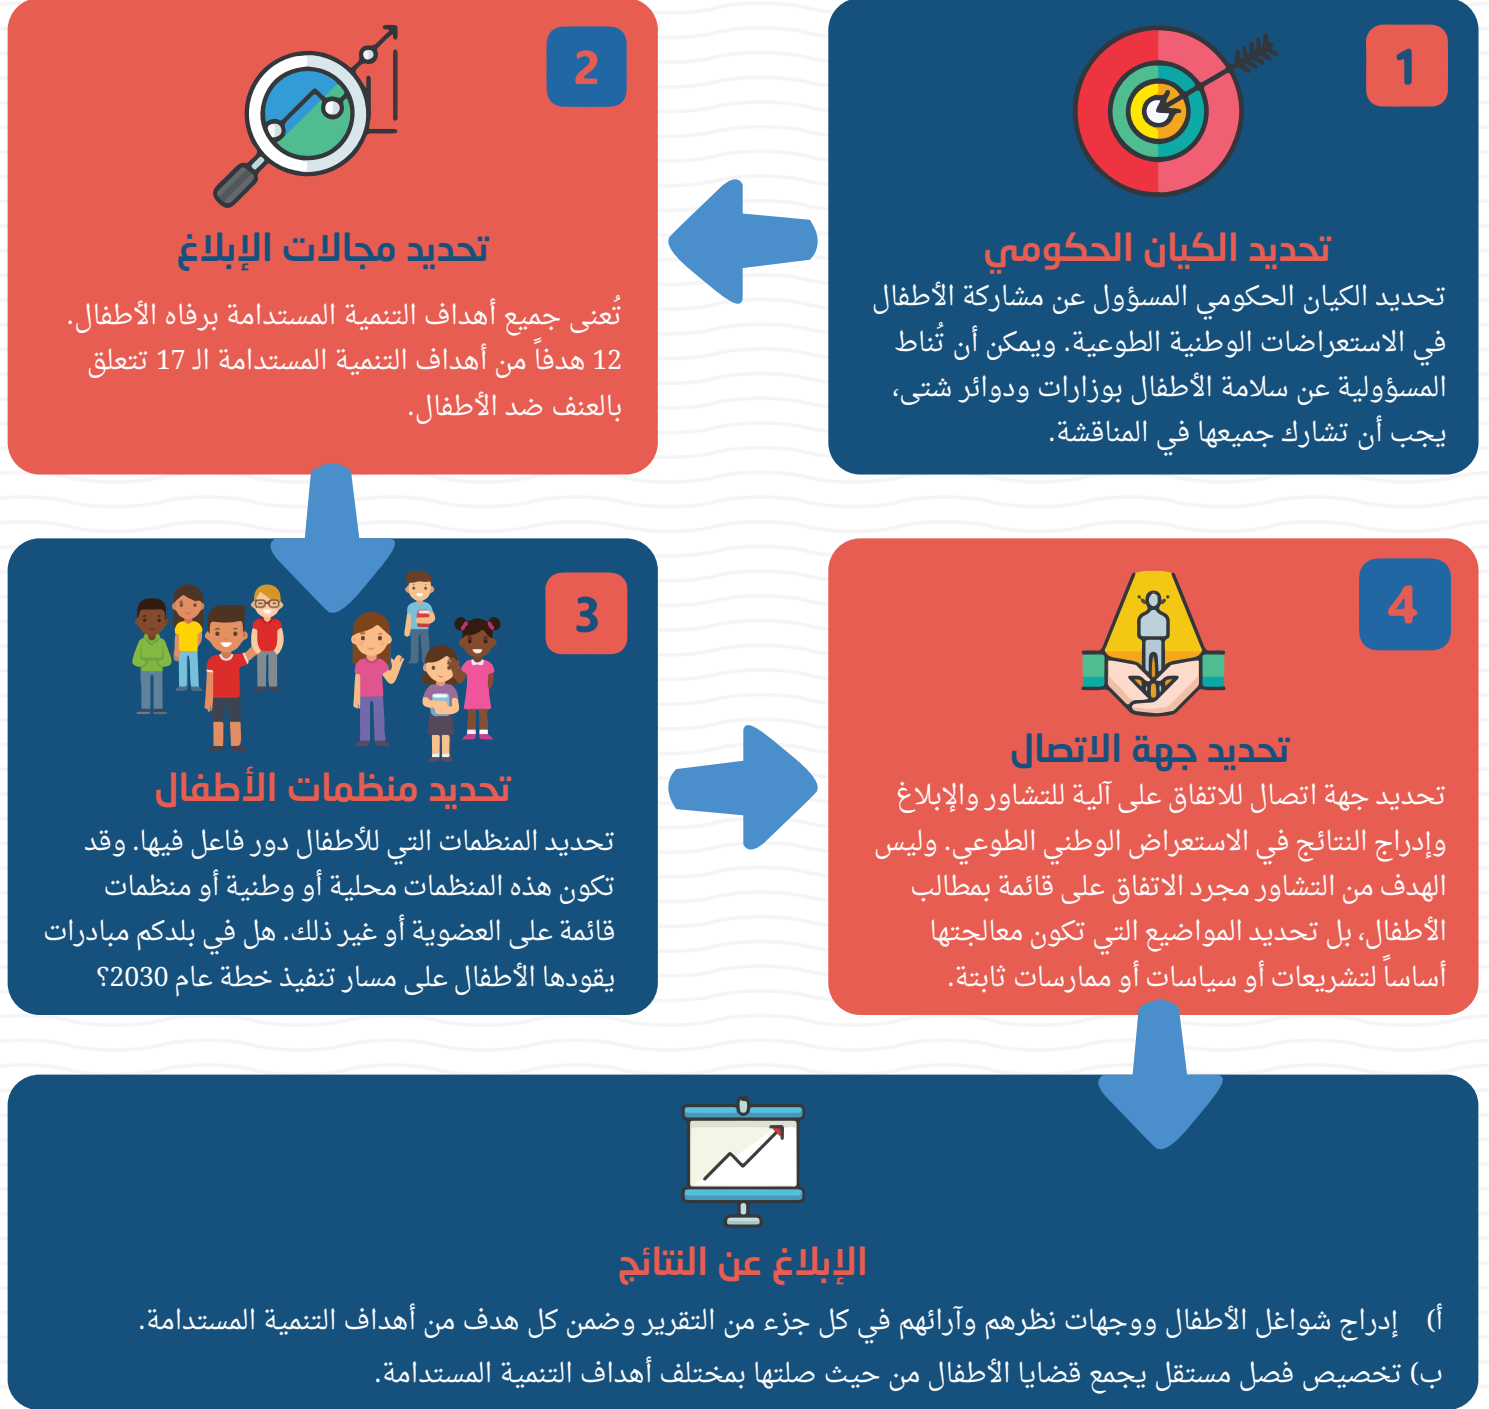 1
تحديد الكيان الحكومي
تحديد الكيان الحكومي المسؤول عن مشاركة الأطفال
في الاستعراضات الوطنية الطوعية. ويمكن أن تُناط
المسؤولية عن سلامة الأطفال بوزارات ودوائر شتى،
يجب أن تشارك جميعها في المناقشة.
2
تحديد مجالات الإبلاغ
تُعنى جميع أهداف التنمية المستدامة برفاه الأطفال.
12 هدفاً من أهداف التنمية المستدامة الـ 17 تتعلق
بالعنف ضد الأطفال.
3
تحديد منظمات الأطفال
تحديد المنظمات التي للأطفال دور فاعل فيها. وقد
تكون هذه المنظمات محلية أو وطنية أو منظمات
قائمة على العضوية أو غير ذلك. هل في بلدكم مبادرات
يقودها الأطفال على مسار تنفيذ خطة عام 2030؟
4
تحديد جهة الاتصال
تحديد جهة اتصال للاتفاق على آلية للتشاور والإبلاغ
وإدراج النتائج في الاستعراض الوطني الطوعي. وليس
الهدف من التشاور مجرد الاتفاق على قائمة بمطالب
الأطفال، بل تحديد المواضيع التي تكون معالجتها
أساساً لتشريعات أو سياسات أو ممارسات ثابتة.
الإبلاغ عن النتائج
أ) إدراج شواغل الأطفال ووجهات نظرهم وآرائهم في كل جزء من التقرير وضمن كل هدف من أهداف التنمية المستدامة.
ب) تخصيص فصل مستقل يجمع قضايا الأطفال من حيث صلتها بمختلف أهداف التنمية المستدامة.